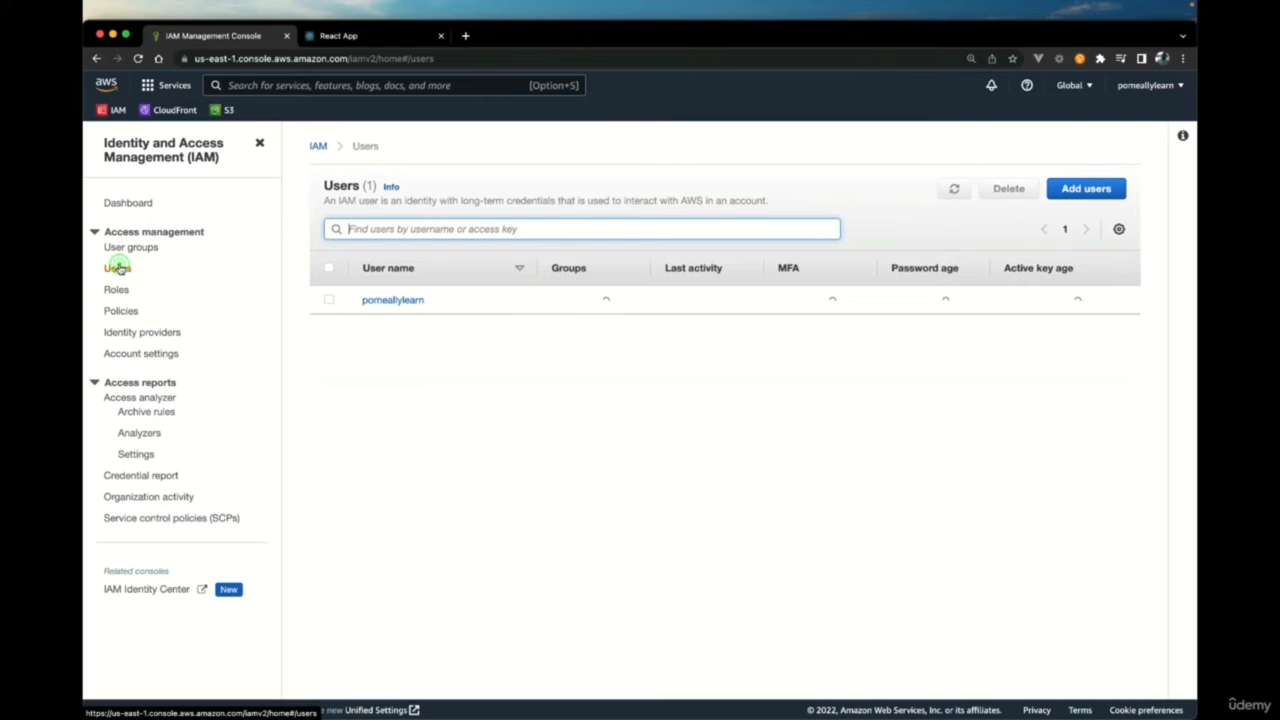 IAM Management Console
React App
us-east-1.console.aws.amazon.com/iamv2/home#/users
aws
Services
Search for services, features, blogs, docs, and more
[Option+S]
Global
pomeallylearn
IAM
CloudFront
S3
Identity and Access
Management (IAM)
Dashboard
Access management
User groups
Users
Roles
Policies
Identity providers
Account settings
Access reports
Access analyzer
Archive rules
Analyzers
Settings
Credential report
Organization activity
Service control policies (SCPs)
Related consoles
IAM Identity Center
New
IAM > Users
Users (1) Info
An IAM user is an identity with long-term credentials that is used to interact with AWS in an account.
Delete
Add users
Find users by username or access key
1
User name Groups Last activity MFA Password age Active key age
pomeallylearn
https://us-east-1.console.aws.amazon.com/iamv2/home#/users
new Unified Settings
© 2022, Amazon Web Services, Inc. or its affiliates.
Privacy
Terms
Cookie preferences
ûdemy